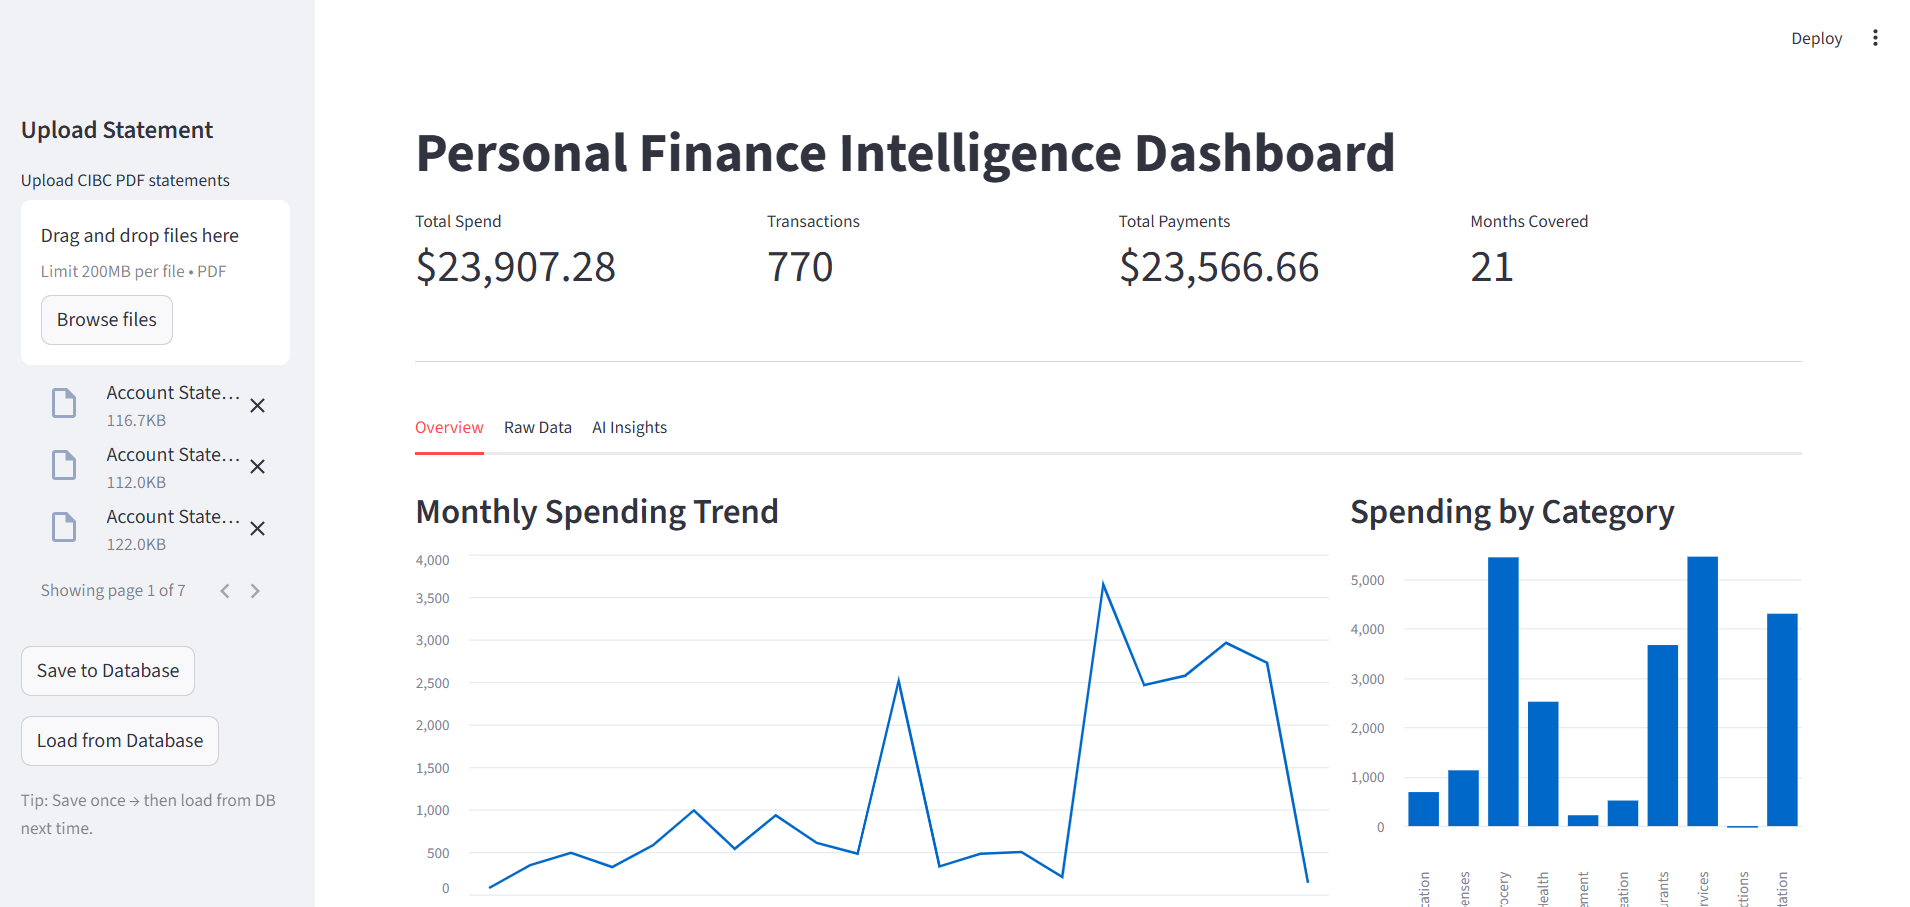 Deploy
Upload Statement
Upload CIBC PDF statements
Drag and drop files here
Limit 200MB per file • PDF
Browse files
Account State…
116.7KB
Account State…
112.0KB
Account State…
122.0KB
Showing page 1 of 7
Save to Database
Load from Database
Tip: Save once → then load from DB
next time.
Personal Finance Intelligence Dashboard
Total Spend
$23,907.28
Transactions
770
Total Payments
$23,566.66
Months Covered
21
Overview
Raw Data
AI Insights
Monthly Spending Trend
4,000
3,500
3,000
2,500
2,000
1,500
1,000
500
0
Spending by Category
5,000
4,000
3,000
2,000
1,000
0
cation
enses
ocery
Health
ement
eation
urants
rvices
ctions
tation